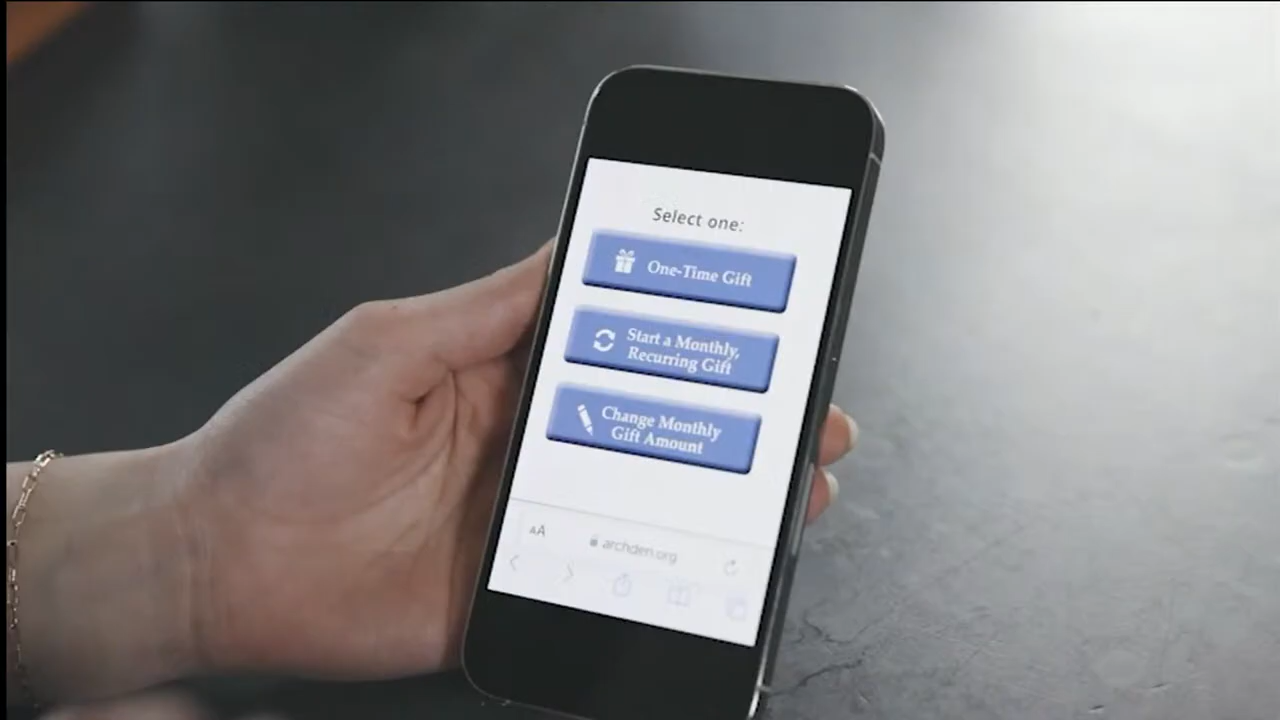 Select one:
One-Time Gift
Start a Monthly,
Recurring Gift
Change Monthly
Gift Amount
AA
archden.org